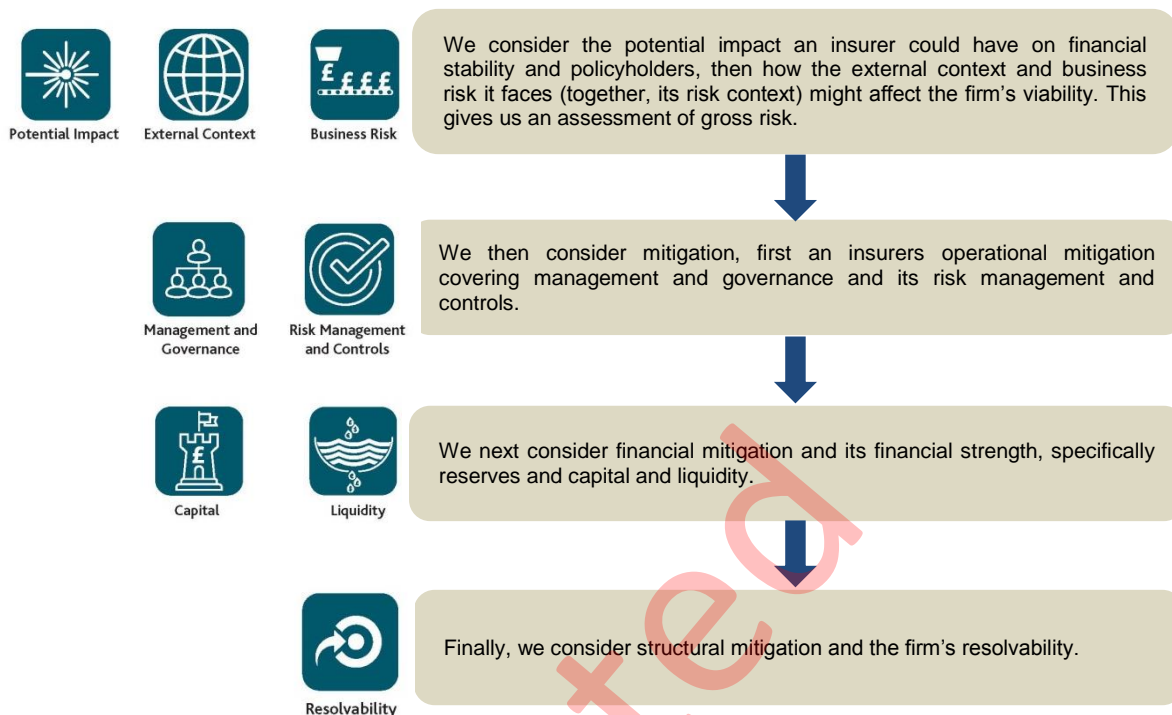 We consider the potential impact an insurer could have on financial
stability and policyholders, then how the external context and business
risk it faces (together, its risk context) might affect the firm's viability. This
gives us an assessment of gross risk.
Potential Impact
External Context
Business Risk
We then consider mitigation, first an insurers operational mitigation
covering management and governance and its risk management and
controls.
Management and
Governance
Risk Management
and Controls
We next consider financial mitigation and its financial strength, specifically
reserves and capital and liquidity.
Capital
Liquidity
Finally, we consider structural mitigation and the firm's resolvability.
Resolvability
ted